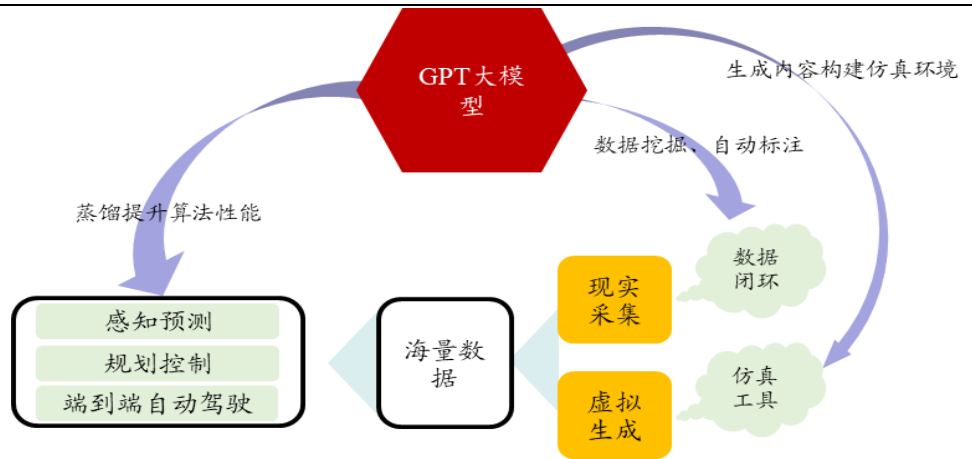 GPT大模
型
生成内容构建仿真环境
数据挖掘、自动标注
蒸馏提升算法性能
数据
闭环
现实
采集
感知预测
规划控制
端到端自动驾驶
海量数
据
仿真
工具
虚拟
生成